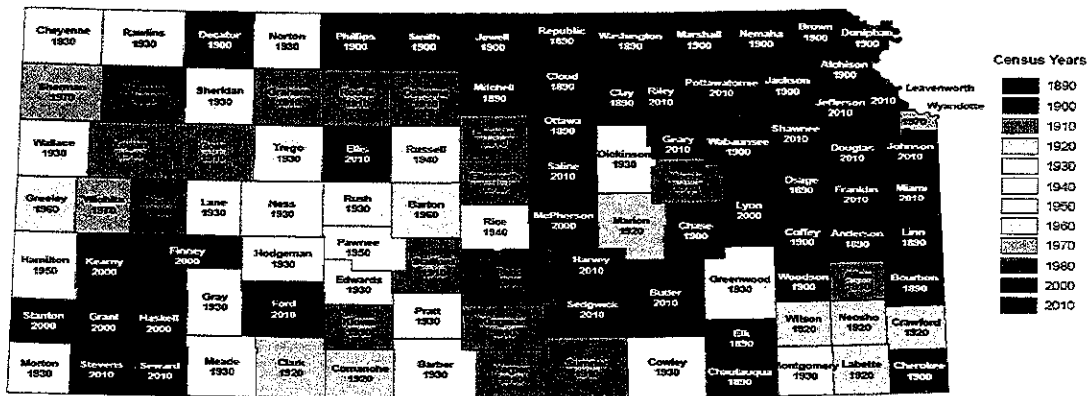 Cheyenne
1930
Rawlins
1930
Decatur
1900
Norton
1930
Phillips
1900
Smith
1900
Jewell
1900
Republic
1890
Washington
1890
Marshall
1900
Nemaha
1900
Brown
1900
Doniphan
1900
Atchison
1900
Census Years
Sherman
1970
Sheridan
1930
Mitchell
1890
Cloud
1890
Clay
1890
Riley
2010
Pottawatomie
2010
Jackson
1900
Jefferson
2010
2010
Leavenworth
Wyandotte
1970
1890
1900
1910
1920
1930
1940
1950
1960
1970
1980
2000
2010
Wallace
1930
Trego
1930
Ellis
2010
Russell
1940
Ottawa
1890
Saline
2010
Dickinson
1930
Geary
2010
Wabaunsee
1900
Shawnee
2010
Douglas
2010
Johnson
2010
Greeley
1960
Wichita
1970
Lane
1930
Ness
1930
Rush
1930
Barton
1960
Rice
1940
McPherson
2000
Marion
1920
Chase
1900
Lyon
2000
Osage
1890
Franklin
2010
Miami
2010
Hamilton
1950
Kearny
2000
Finney
2000
Hodgeman
1930
Pawnee
1930
Edwards
1930
Harvey
2010
Butler
2010
Greenwood
1930
Coffey
1900
Anderson
1890
Linn
1890
Woodson
1900
Bourbon
1890
Stanton
2000
Grant
2000
Haskell
2000
Gray
1930
Ford
2010
Pratt
1930
Sedgwick
2010
Elk
1890
Wilson
1920
Neosho
1920
Crawford
1920
Morton
1930
Stevens
2010
Seward
2010
Meade
1930
Clark
1920
Comanche
1920
Barber
1930
Cowley
1930
Chautauqua
1890
Montgomery
1930
Labette
1920
Cherokee
1900